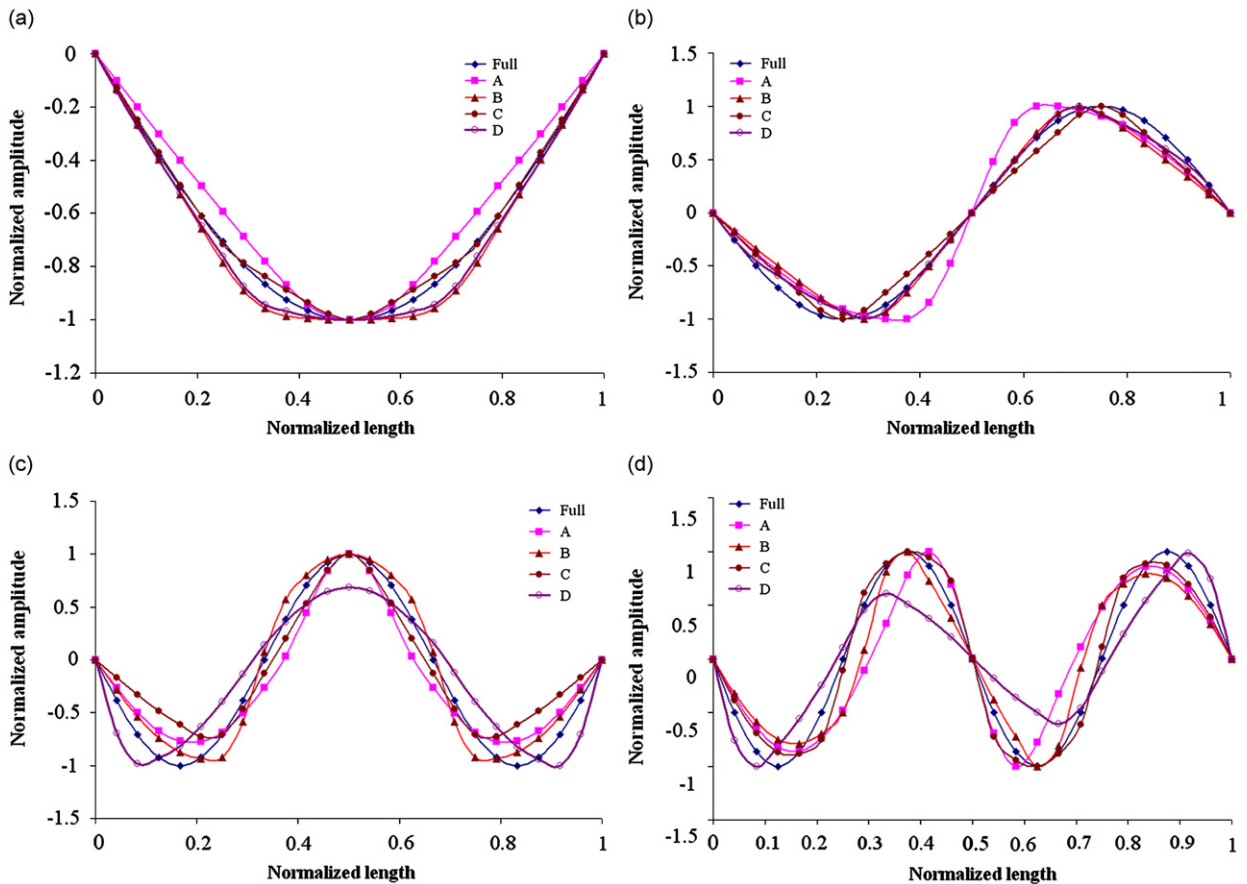 (a)
0
-0.2
-0.4
-0.6
-0.8
-1.0
-1.2
Normalized amplitude
Full
A
B
C
D
0 0.2 0.4 0.6 0.8 1
Normalized length
(b)
1.5
1
0.5
0
-0.5
-1
-1.5
Normalized amplitude
Full
A
B
C
D
0 0.2 0.4 0.6 0.8 1
Normalized length
(c)
1.5
1
0.5
0
-0.5
-1
-1.5
Normalized amplitude
Full
A
B
C
D
0 0.2 0.4 0.6 0.8 1
Normalized length
(d)
1.5
1
0.5
0
-0.5
-1
-1.5
Normalized amplitude
Full
A
B
C
D
0 0.1 0.2 0.3 0.4 0.5 0.6 0.7 0.8 0.9 1
Normalized length